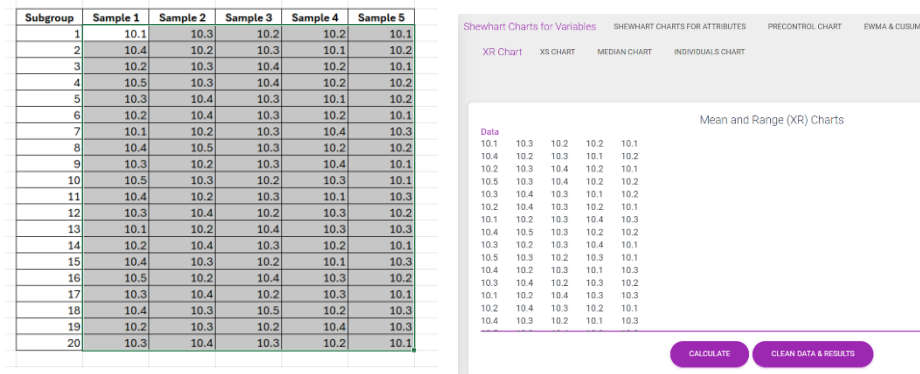 Subgroup Sample 1 Sample 2 Sample 3 Sample 4 Sample 5
1 10.1 10.3 10.2 10.2 10.1
2 10.4 10.2 10.3 10.1 10.2
3 10.2 10.3 10.4 10.2 10.1
4 10.5 10.3 10.4 10.2 10.2
5 10.3 10.4 10.3 10.1 10.2
6 10.2 10.4 10.3 10.2 10.1
7 10.1 10.2 10.3 10.4 10.3
8 10.4 10.5 10.3 10.2 10.2
9 10.3 10.2 10.3 10.4 10.1
10 10.5 10.3 10.2 10.3 10.1
11 10.4 10.2 10.3 10.1 10.3
12 10.3 10.4 10.2 10.3 10.2
13 10.1 10.2 10.4 10.3 10.3
14 10.2 10.4 10.3 10.2 10.1
15 10.4 10.3 10.2 10.1 10.3
16 10.5 10.2 10.4 10.3 10.2
17 10.3 10.4 10.2 10.3 10.1
18 10.4 10.3 10.5 10.2 10.3
19 10.2 10.3 10.2 10.4 10.3
20 10.3 10.4 10.3 10.2 10.1
Shewhart Charts for Variables SHEWHART CHARTS FOR ATTRIBUTES PRECONTROL CHART EWMA & CUSUM
XR Chart XS CHART MEDIAN CHART INDIVIDUALS CHART
Mean and Range (XR) Charts
Data
10.1 10.3 10.2 10.2 10.1
10.4 10.2 10.3 10.1 10.2
10.2 10.3 10.4 10.2 10.1
10.5 10.3 10.4 10.2 10.2
10.3 10.4 10.3 10.1 10.2
10.2 10.4 10.3 10.2 10.1
10.1 10.2 10.3 10.4 10.3
10.4 10.5 10.3 10.2 10.2
10.3 10.2 10.3 10.4 10.1
10.5 10.3 10.2 10.3 10.1
10.4 10.2 10.3 10.1 10.3
10.3 10.4 10.2 10.3 10.2
10.1 10.2 10.4 10.3 10.3
10.2 10.4 10.3 10.2 10.1
10.4 10.3 10.2 10.1 10.3
CALCULATE CLEAN DATA & RESULTS